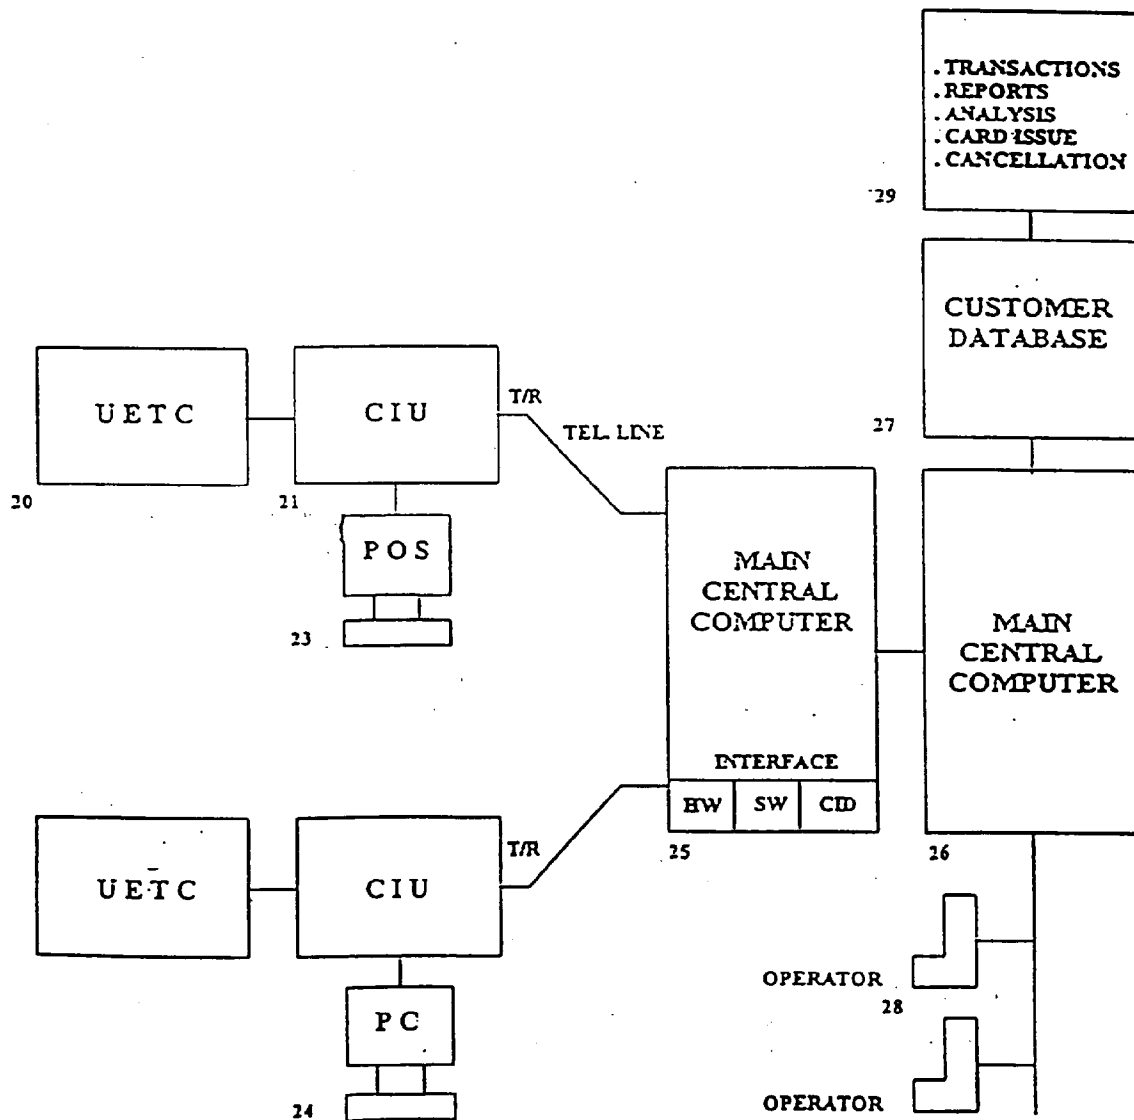 . TRANSACTIONS
. REPORTS
. ANALYSIS
. CARD ISSUE
. CANCELLATION
29
CUSTOMER
DATABASE
27
UETC
20
CIU
21
T/R
TEL. LINE
POS
23
MAIN
CENTRAL
COMPUTER
INTERFACE
HW SW CID
25
MAIN
CENTRAL
COMPUTER
26
UETC
CIU
T/R
PC
24
OPERATOR
28
OPERATOR